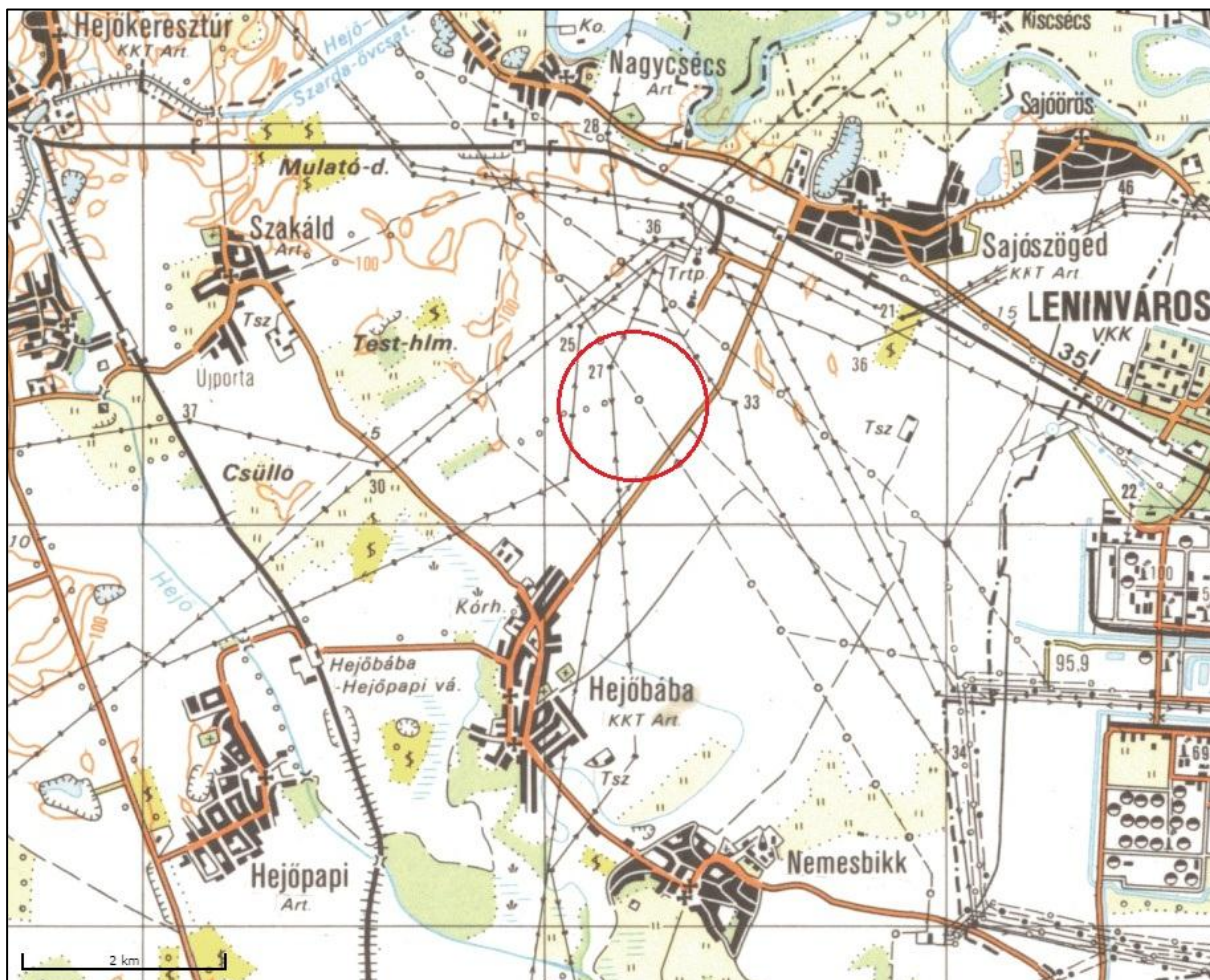 Hejőkeresztúr
KKT Art.
Hejő-
-Szarda-övcsat.
Ko.
Nagycsécs
Art.
Kiscsécs
Sajóörös
28
Mulató-d.
46
Szakáld
Art.
100
36
Trtp.
Sajószöged
KKT Art.
Tsz
Test-hlm.
21
15
LENINVÁROS
VKK
25
27
36
35
Újporta
37
33
Tsz
5
Csüllo
30
22
10
Hejő
100
100
Kórh.
Hejőbába
-Hejőpapi vá.
95.9
Hejőbába
KKT Art.
34
69
Tsz
Hejőpapi
Art.
Nemesbikk
2 km